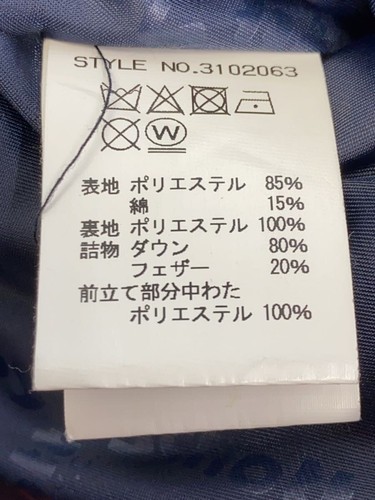 STYLE NO.3102063
W
表地 ポリエステル 85%
綿 15%
裏地 ポリエステル 100%
詰物 ダウン 80%
フェザー 20%
前立て部分中わた
ポリエステル 100%